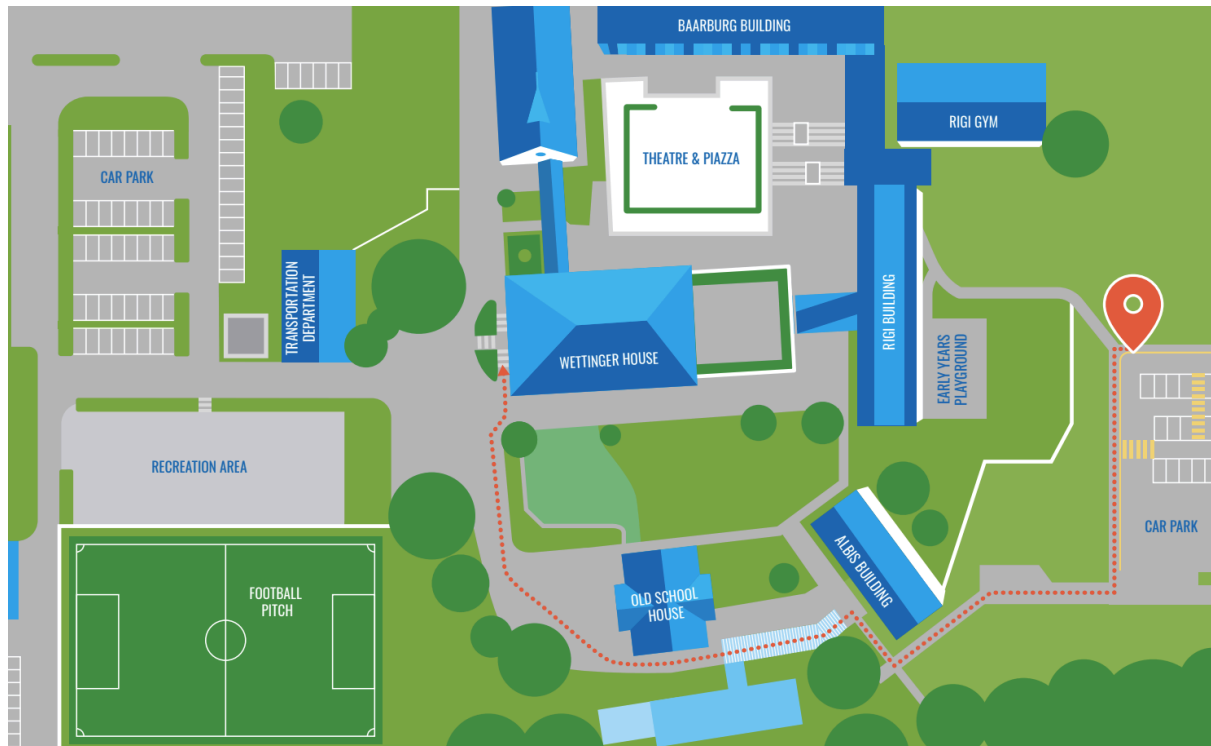 BAARBURG BUILDING
RIGI GYM
THEATRE & PIAZZA
CAR PARK
TRANSPORTATION
DEPARTMENT
WETTINGER HOUSE
RIGI BUILDING
EARLY YEARS
PLAYGROUND
RECREATION AREA
CAR PARK
ALBIS BUILDING
FOOTBALL
PITCH
OLD SCHOOL
HOUSE